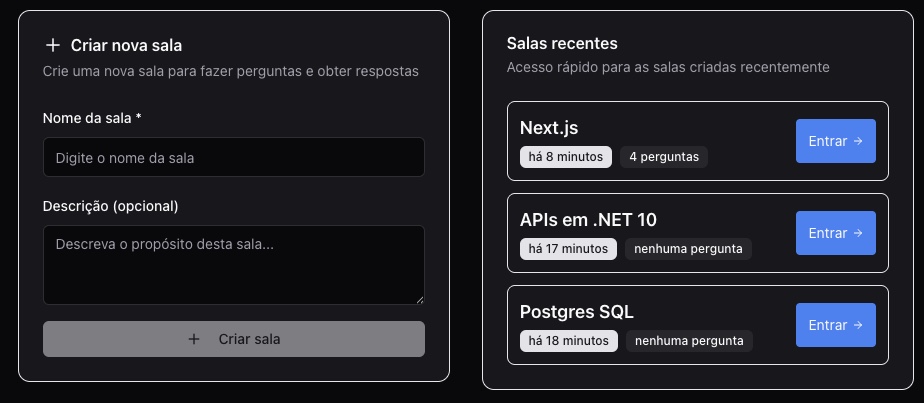 Criar nova sala
Crie uma nova sala para fazer perguntas e obter respostas
Nome da sala *
Digite o nome da sala
Descrição (opcional)
Descreva o propósito desta sala...
Criar sala
Salas recentes
Acesso rápido para as salas criadas recentemente
Next.js
há 8 minutos 4 perguntas
Entrar →
APIs em .NET 10
há 17 minutos nenhuma pergunta
Entrar →
Postgres SQL
há 18 minutos nenhuma pergunta
Entrar →